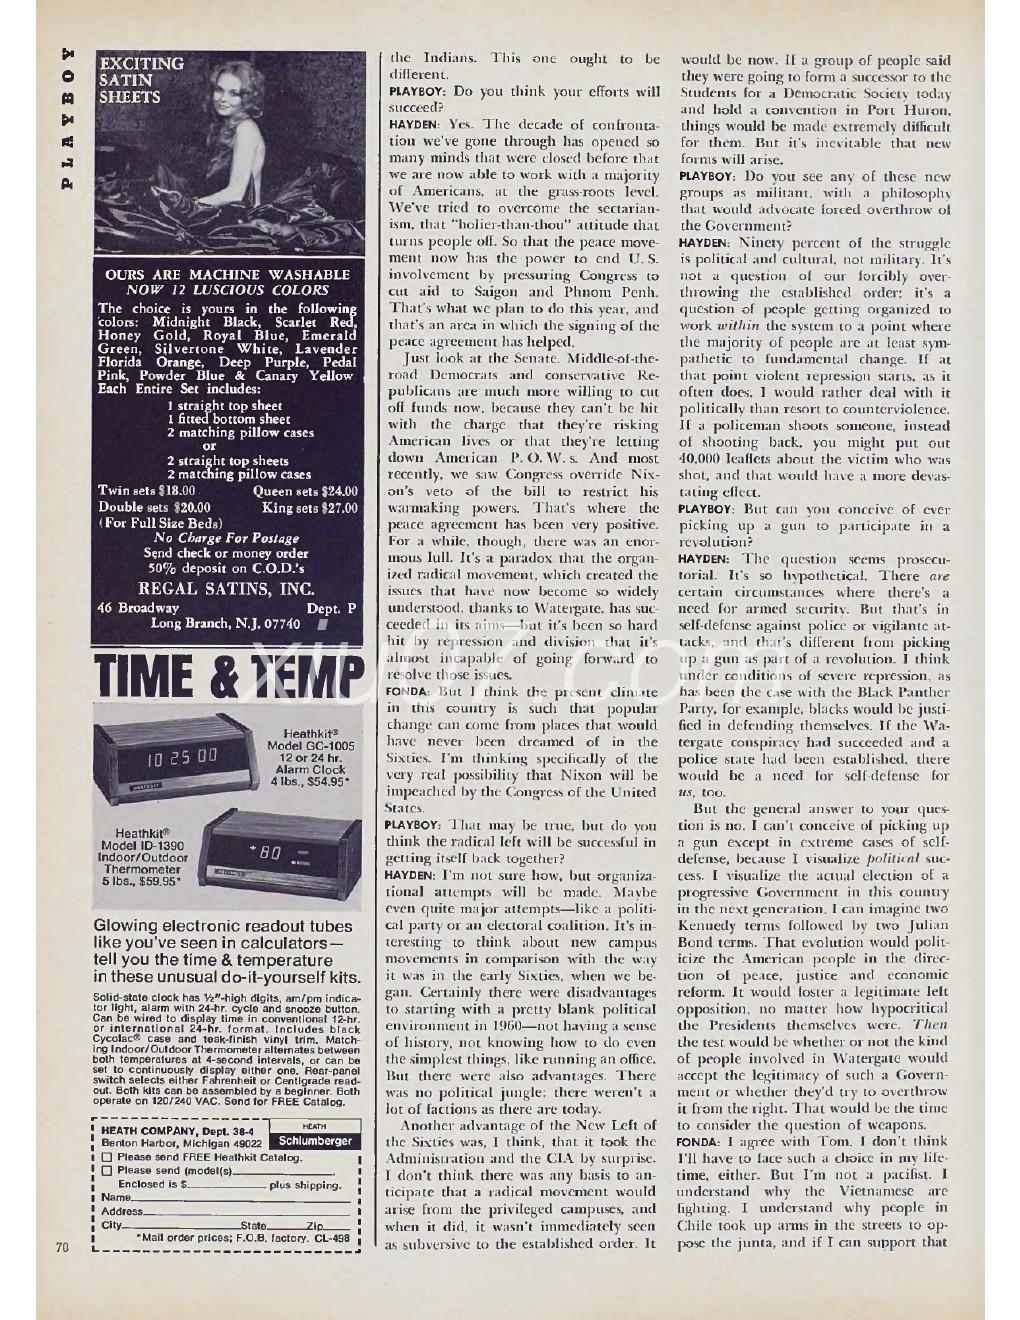 PLAYBOY
EXCITING
SATIN
SHEETS
OURS ARE MACHINE WASHABLE
NOW 12 LUSCIOUS COLORS
The choice is yours in the following
colors: Midnight Black, Scarlet Red,
Honey Gold, Royal Blue, Emerald
Green, Silvertone White, Lavender
Florida Orange, Deep Purple, Pedal
Pink, Powder Blue & Canary Yellow
Each Entire Set includes:
1 straight top sheet
1 fitted bottom sheet
2 matching pillow cases
or
2 straight top sheets
2 matching pillow cases
Twin sets $18.00 Queen sets $24.00
Double sets $20.00 King sets $27.00
(For Full Size Beds)
No Charge For Postage
Send check or money order
50% deposit on C.O.D.'s
REGAL SATINS, INC.
46 Broadway Dept. P
Long Branch, N.J. 07740
TIME & TEMP
Heathkit®
Model GC-1005
12 or 24 hr.
Alarm Clock
4 lbs., $54.95*
10 25 00
Heathkit®
Model ID-1390
Indoor/Outdoor
Thermometer
5 lbs., $59.95*
+80
Glowing electronic readout tubes
like you've seen in calculators—
tell you the time & temperature
in these unusual do-it-yourself kits.
Solid-state clock has ½"-high digits, am/pm indica-
tor light, alarm with 24-hr. cycle and snooze button.
Can be wired to display time in conventional 12-hr.
or international 24-hr. format. Includes black
Cycolac® case and teak-finish vinyl trim. Match-
ing Indoor/Outdoor Thermometer alternates between
both temperatures at 4-second intervals, or can be
set to continuously display either one. Rear-panel
switch selects either Fahrenheit or Centigrade read-
out. Both kits can be assembled by a beginner. Both
operate on 120/240 VAC. Send for FREE Catalog.
HEATH COMPANY, Dept. 38-4
Benton Harbor, Michigan 49022
HEATH
Schlumberger
Please send FREE Heathkit Catalog.
Please send (model(s)
Enclosed is $ plus shipping.
Name
Address
City State Zip
*Mail order prices; F.O.B. factory. CL-498
70
the Indians. This one ought to be
different.
PLAYBOY: Do you think your efforts will
succeed?
HAYDEN: Yes. The decade of confronta-
tion we've gone through has opened so
many minds that were closed before that
we are now able to work with a majority
of Americans, at the grass-roots level.
We've tried to overcome the sectarian-
ism, that "holier-than-thou" attitude that
turns people off. So that the peace move-
ment now has the power to end U. S.
involvement by pressuring Congress to
cut aid to Saigon and Phnom Penh.
That's what we plan to do this year, and
that's an area in which the signing of the
peace agreement has helped.
Just look at the Senate. Middle-of-the-
road Democrats and conservative Re-
publicans are much more willing to cut
off funds now, because they can't be hit
with the charge that they're risking
American lives or that they're letting
down American P. O. W. s. And most
recently, we saw Congress override Nix-
on's veto of the bill to restrict his
warmaking powers. That's where the
peace agreement has been very positive.
For a while, though, there was an enor-
mous lull. It's a paradox that the organ-
ized radical movement, which created the
issues that have now become so widely
understood, thanks to Watergate, has suc-
ceeded in its aims—but it's been so hard
hit by repression and division that it's
almost incapable of going forward to
resolve those issues.
FONDA: But I think the present climate
in this country is such that popular
change can come from places that would
have never been dreamed of in the
Sixties. I'm thinking specifically of the
very real possibility that Nixon will be
impeached by the Congress of the United
States.
PLAYBOY: That may be true, but do you
think the radical left will be successful in
getting itself back together?
HAYDEN: I'm not sure how, but organiza-
tional attempts will be made. Maybe
even quite major attempts—like a politi-
cal party or an electoral coalition. It's in-
teresting to think about new campus
movements in comparison with the way
it was in the early Sixties, when we be-
gan. Certainly there were disadvantages
to starting with a pretty blank political
environment in 1960—not having a sense
of history, not knowing how to do even
the simplest things, like running an office.
But there were also advantages. There
was no political jungle; there weren't a
lot of factions as there are today.
Another advantage of the New Left of
the Sixties was, I think, that it took the
Administration and the CIA by surprise.
I don't think there was any basis to an-
ticipate that a radical movement would
arise from the privileged campuses, and
when it did, it wasn't immediately seen
as subversive to the established order. It
would be now. If a group of people said
they were going to form a successor to the
Students for a Democratic Society today
and hold a convention in Port Huron,
things would be made extremely difficult
for them. But it's inevitable that new
forms will arise.
PLAYBOY: Do you see any of these new
groups as militant, with a philosophy
that would advocate forced overthrow of
the Government?
HAYDEN: Ninety percent of the struggle
is political and cultural, not military. It's
not a question of our forcibly over-
throwing the established order; it's a
question of people getting organized to
work within the system to a point where
the majority of people are at least sym-
pathetic to fundamental change. If at
that point violent repression starts, as it
often does, I would rather deal with it
politically than resort to counterviolence.
If a policeman shoots someone, instead
of shooting back, you might put out
40,000 leaflets about the victim who was
shot, and that would have a more devas-
tating effect.
PLAYBOY: But can you conceive of ever
picking up a gun to participate in a
revolution?
HAYDEN: The question seems prosecu-
torial. It's so hypothetical. There are
certain circumstances where there's a
need for armed security. But that's in
self-defense against police or vigilante at-
tacks, and that's different from picking
up a gun as part of a revolution. I think
under conditions of severe repression, as
has been the case with the Black Panther
Party, for example, blacks would be justi-
fied in defending themselves. If the Wa-
tergate conspiracy had succeeded and a
police state had been established, there
would be a need for self-defense for
us, too.
But the general answer to your ques-
tion is no. I can't conceive of picking up
a gun except in extreme cases of self-
defense, because I visualize political suc-
cess. I visualize the actual election of a
progressive Government in this country
in the next generation. I can imagine two
Kennedy terms followed by two Julian
Bond terms. That evolution would polit-
icize the American people in the direc-
tion of peace, justice and economic
reform. It would foster a legitimate left
opposition, no matter how hypocritical
the Presidents themselves were. Then
the test would be whether or not the kind
of people involved in Watergate would
accept the legitimacy of such a Govern-
ment or whether they'd try to overthrow
it from the right. That would be the time
to consider the question of weapons.
FONDA: I agree with Tom. I don't think
I'll have to face such a choice in my life-
time, either. But I'm not a pacifist. I
understand why the Vietnamese are
fighting. I understand why people in
Chile took up arms in the streets to op-
pose the junta, and if I can support that